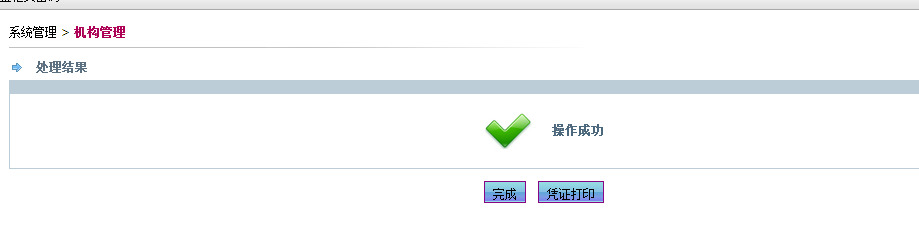 系统管理 > 机构管理
处理结果
操作成功
完成 凭证打印